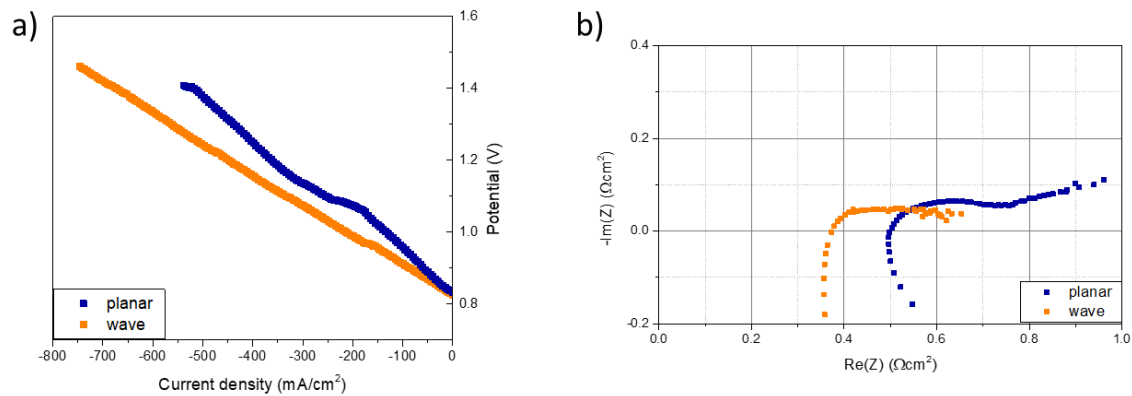 a)
1.6
1.4
1.2
1.0
0.8
Potential (V)
planar
wave
-800 -700 -600 -500 -400 -300 -200 -100 0
Current density (mA/cm²)
b)
0.4
0.2
0.0
-0.2
-Im(Z) (Ωcm²)
planar
wave
0.0 0.2 0.4 0.6 0.8 1.0
Re(Z) (Ωcm²)